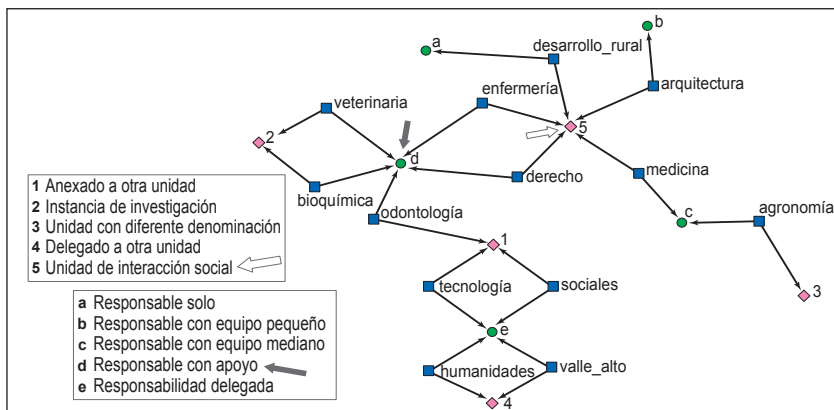 b
a
desarrollo_rural
enfermería
arquitectura
veterinaria
5
2
d
medicina
derecho
1 Anexado a otra unidad
2 Instancia de investigación
3 Unidad con diferente denominación
4 Delegado a otra unidad
5 Unidad de interacción social
bioquímica
odontología
c
agronomía
1
tecnología
sociales
3
a Responsable solo
b Responsable con equipo pequeño
c Responsable con equipo mediano
d Responsable con apoyo
e Responsabilidad delegada
e
humanidades
valle_alto
4